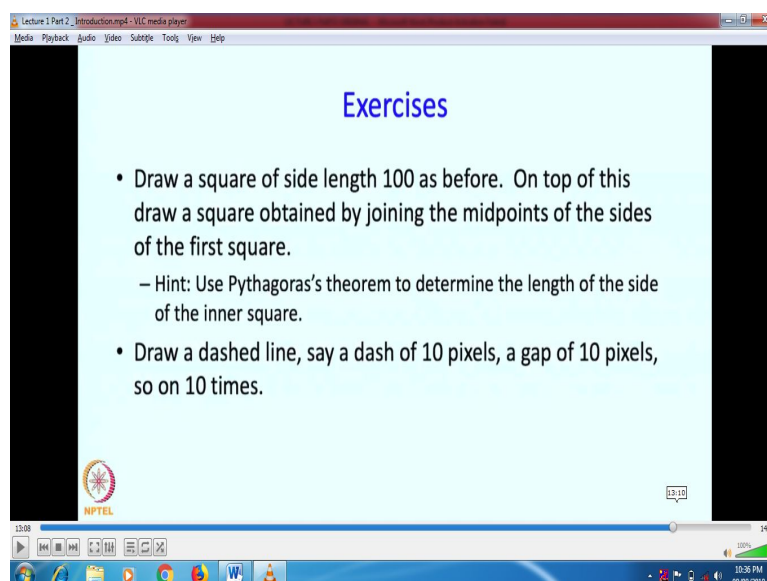 Lecture 1 Part 2 _Introduction.mp4 - VLC media player
Media Playback Audio Video Subtitle Tools View Help
Exercises
• Draw a square of side length 100 as before. On top of this
draw a square obtained by joining the midpoints of the sides
of the first square.
– Hint: Use Pythagoras's theorem to determine the length of the side
of the inner square.
• Draw a dashed line, say a dash of 10 pixels, a gap of 10 pixels,
so on 10 times.
NPTEL
13:10
13:08
100%
W
10:36 PM